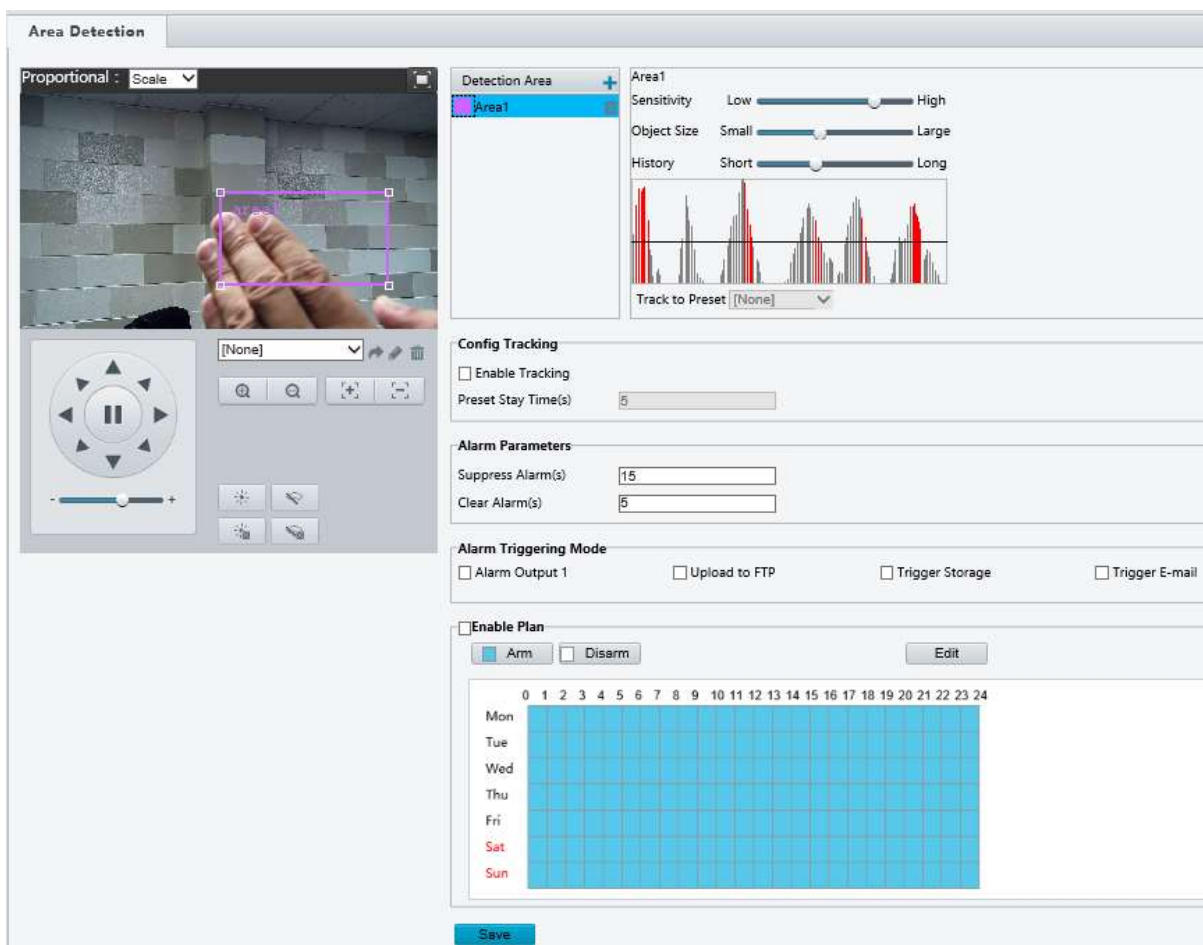 Area Detection
Proportional : Scale
Detection Area
Area1
area1
Area1
Sensitivity Low High
Object Size Small Large
History Short Long
Track to Preset [None]
[None]
- +
Config Tracking
Enable Tracking
Preset Stay Time(s) 5
Alarm Parameters
Suppress Alarm(s) 15
Clear Alarm(s) 5
Alarm Triggering Mode
Alarm Output 1 Upload to FTP Trigger Storage Trigger E-mail
Enable Plan
Arm Disarm Edit
0 1 2 3 4 5 6 7 8 9 10 11 12 13 14 15 16 17 18 19 20 21 22 23 24
Mon
Tue
Wed
Thu
Fri
Sat
Sun
Save